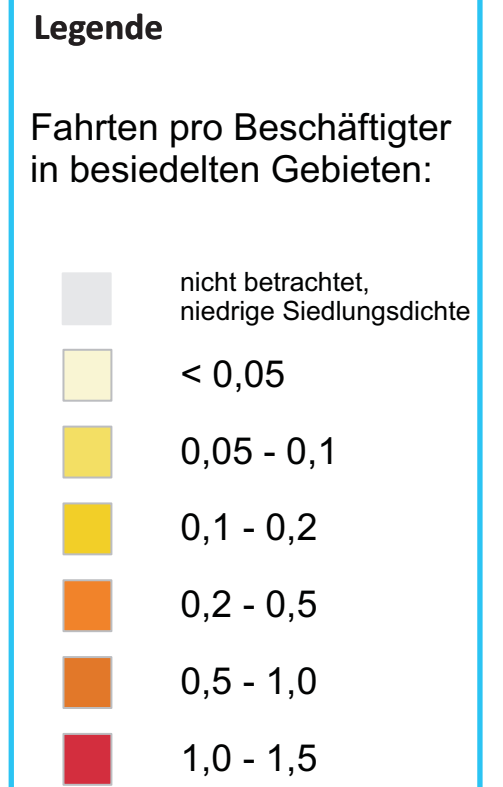 Legende
Fahrten pro Beschäftigter
in besiedelten Gebieten:
nicht betrachtet,
niedrige Siedlungsdichte
< 0,05
0,05 - 0,1
0,1 - 0,2
0,2 - 0,5
0,5 - 1,0
1,0 - 1,5